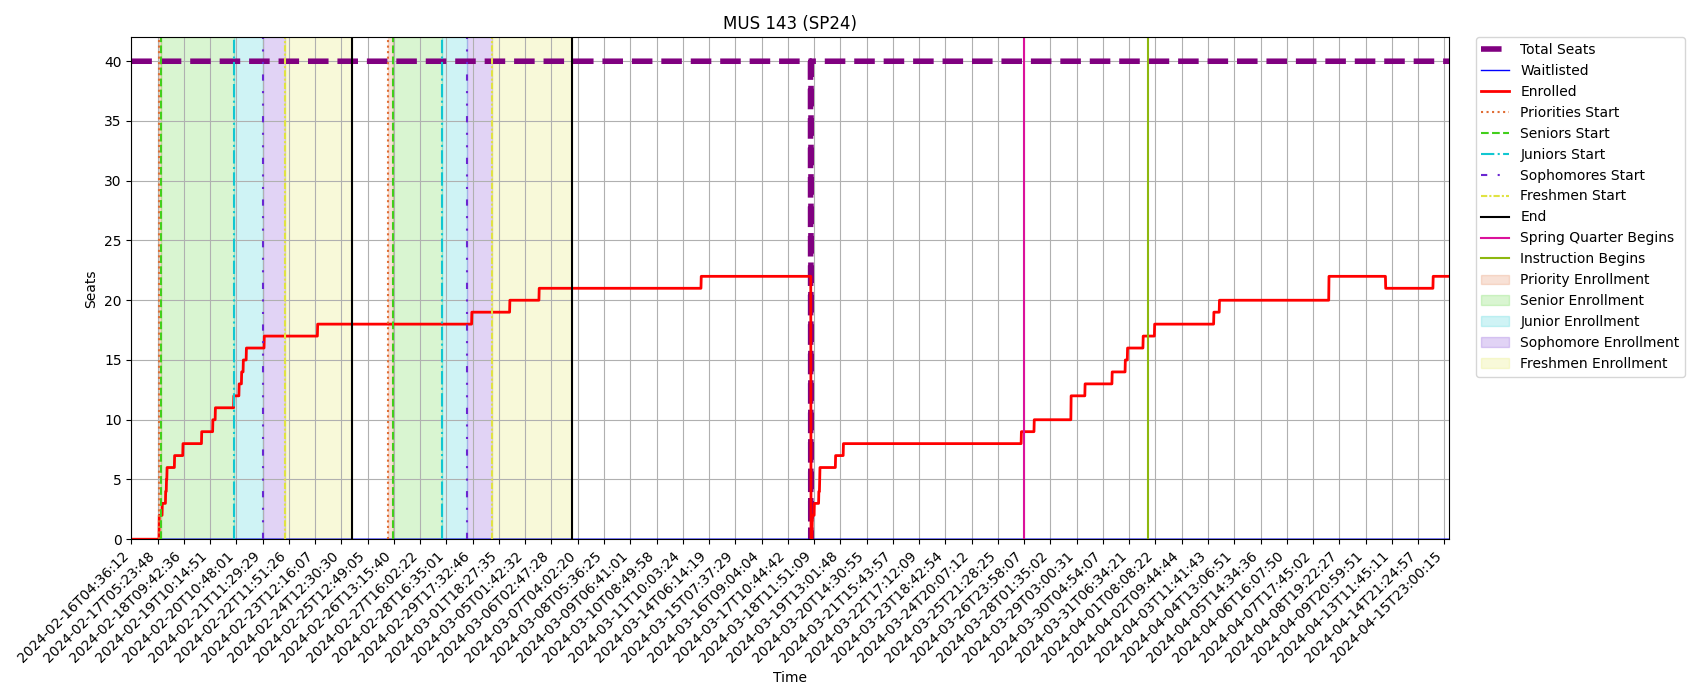 MUS 143 (SP24)
Seats
40
35
30
25
20
15
10
5
0
2024-02-16T04:36:12
2024-02-17T05:23:48
2024-02-18T09:42:36
2024-02-19T10:14:51
2024-02-20T10:48:01
2024-02-21T11:29:29
2024-02-22T11:51:26
2024-02-23T12:16:07
2024-02-24T12:30:30
2024-02-25T12:49:05
2024-02-26T13:15:40
2024-02-27T16:02:22
2024-02-28T16:35:01
2024-02-29T17:32:46
2024-03-01T18:27:35
2024-03-05T01:42:33
2024-03-06T02:47:28
2024-03-07T04:02:20
2024-03-08T05:36:25
2024-03-09T06:41:01
2024-03-10T08:49:58
2024-03-11T10:03:24
2024-03-14T06:14:19
2024-03-15T07:37:29
2024-03-16T09:04:04
2024-03-17T10:44:42
2024-03-18T11:51:09
2024-03-19T13:01:48
2024-03-20T14:30:55
2024-03-21T15:43:57
2024-03-22T17:12:09
2024-03-23T18:42:54
2024-03-24T20:07:12
2024-03-25T21:28:25
2024-03-26T23:58:07
2024-03-28T01:35:02
2024-03-29T03:00:31
2024-03-30T04:54:07
2024-03-31T06:34:21
2024-04-01T08:08:22
2024-04-02T09:44:44
2024-04-03T11:41:43
2024-04-04T13:06:51
2024-04-05T14:34:36
2024-04-06T16:07:50
2024-04-07T17:45:02
2024-04-08T19:22:27
2024-04-09T20:59:51
2024-04-13T11:45:11
2024-04-14T21:24:57
2024-04-15T23:00:15
Time
Total Seats
Waitlisted
Enrolled
Priorities Start
Seniors Start
Juniors Start
Sophomores Start
Freshmen Start
End
Spring Quarter Begins
Instruction Begins
Priority Enrollment
Senior Enrollment
Junior Enrollment
Sophomore Enrollment
Freshmen Enrollment